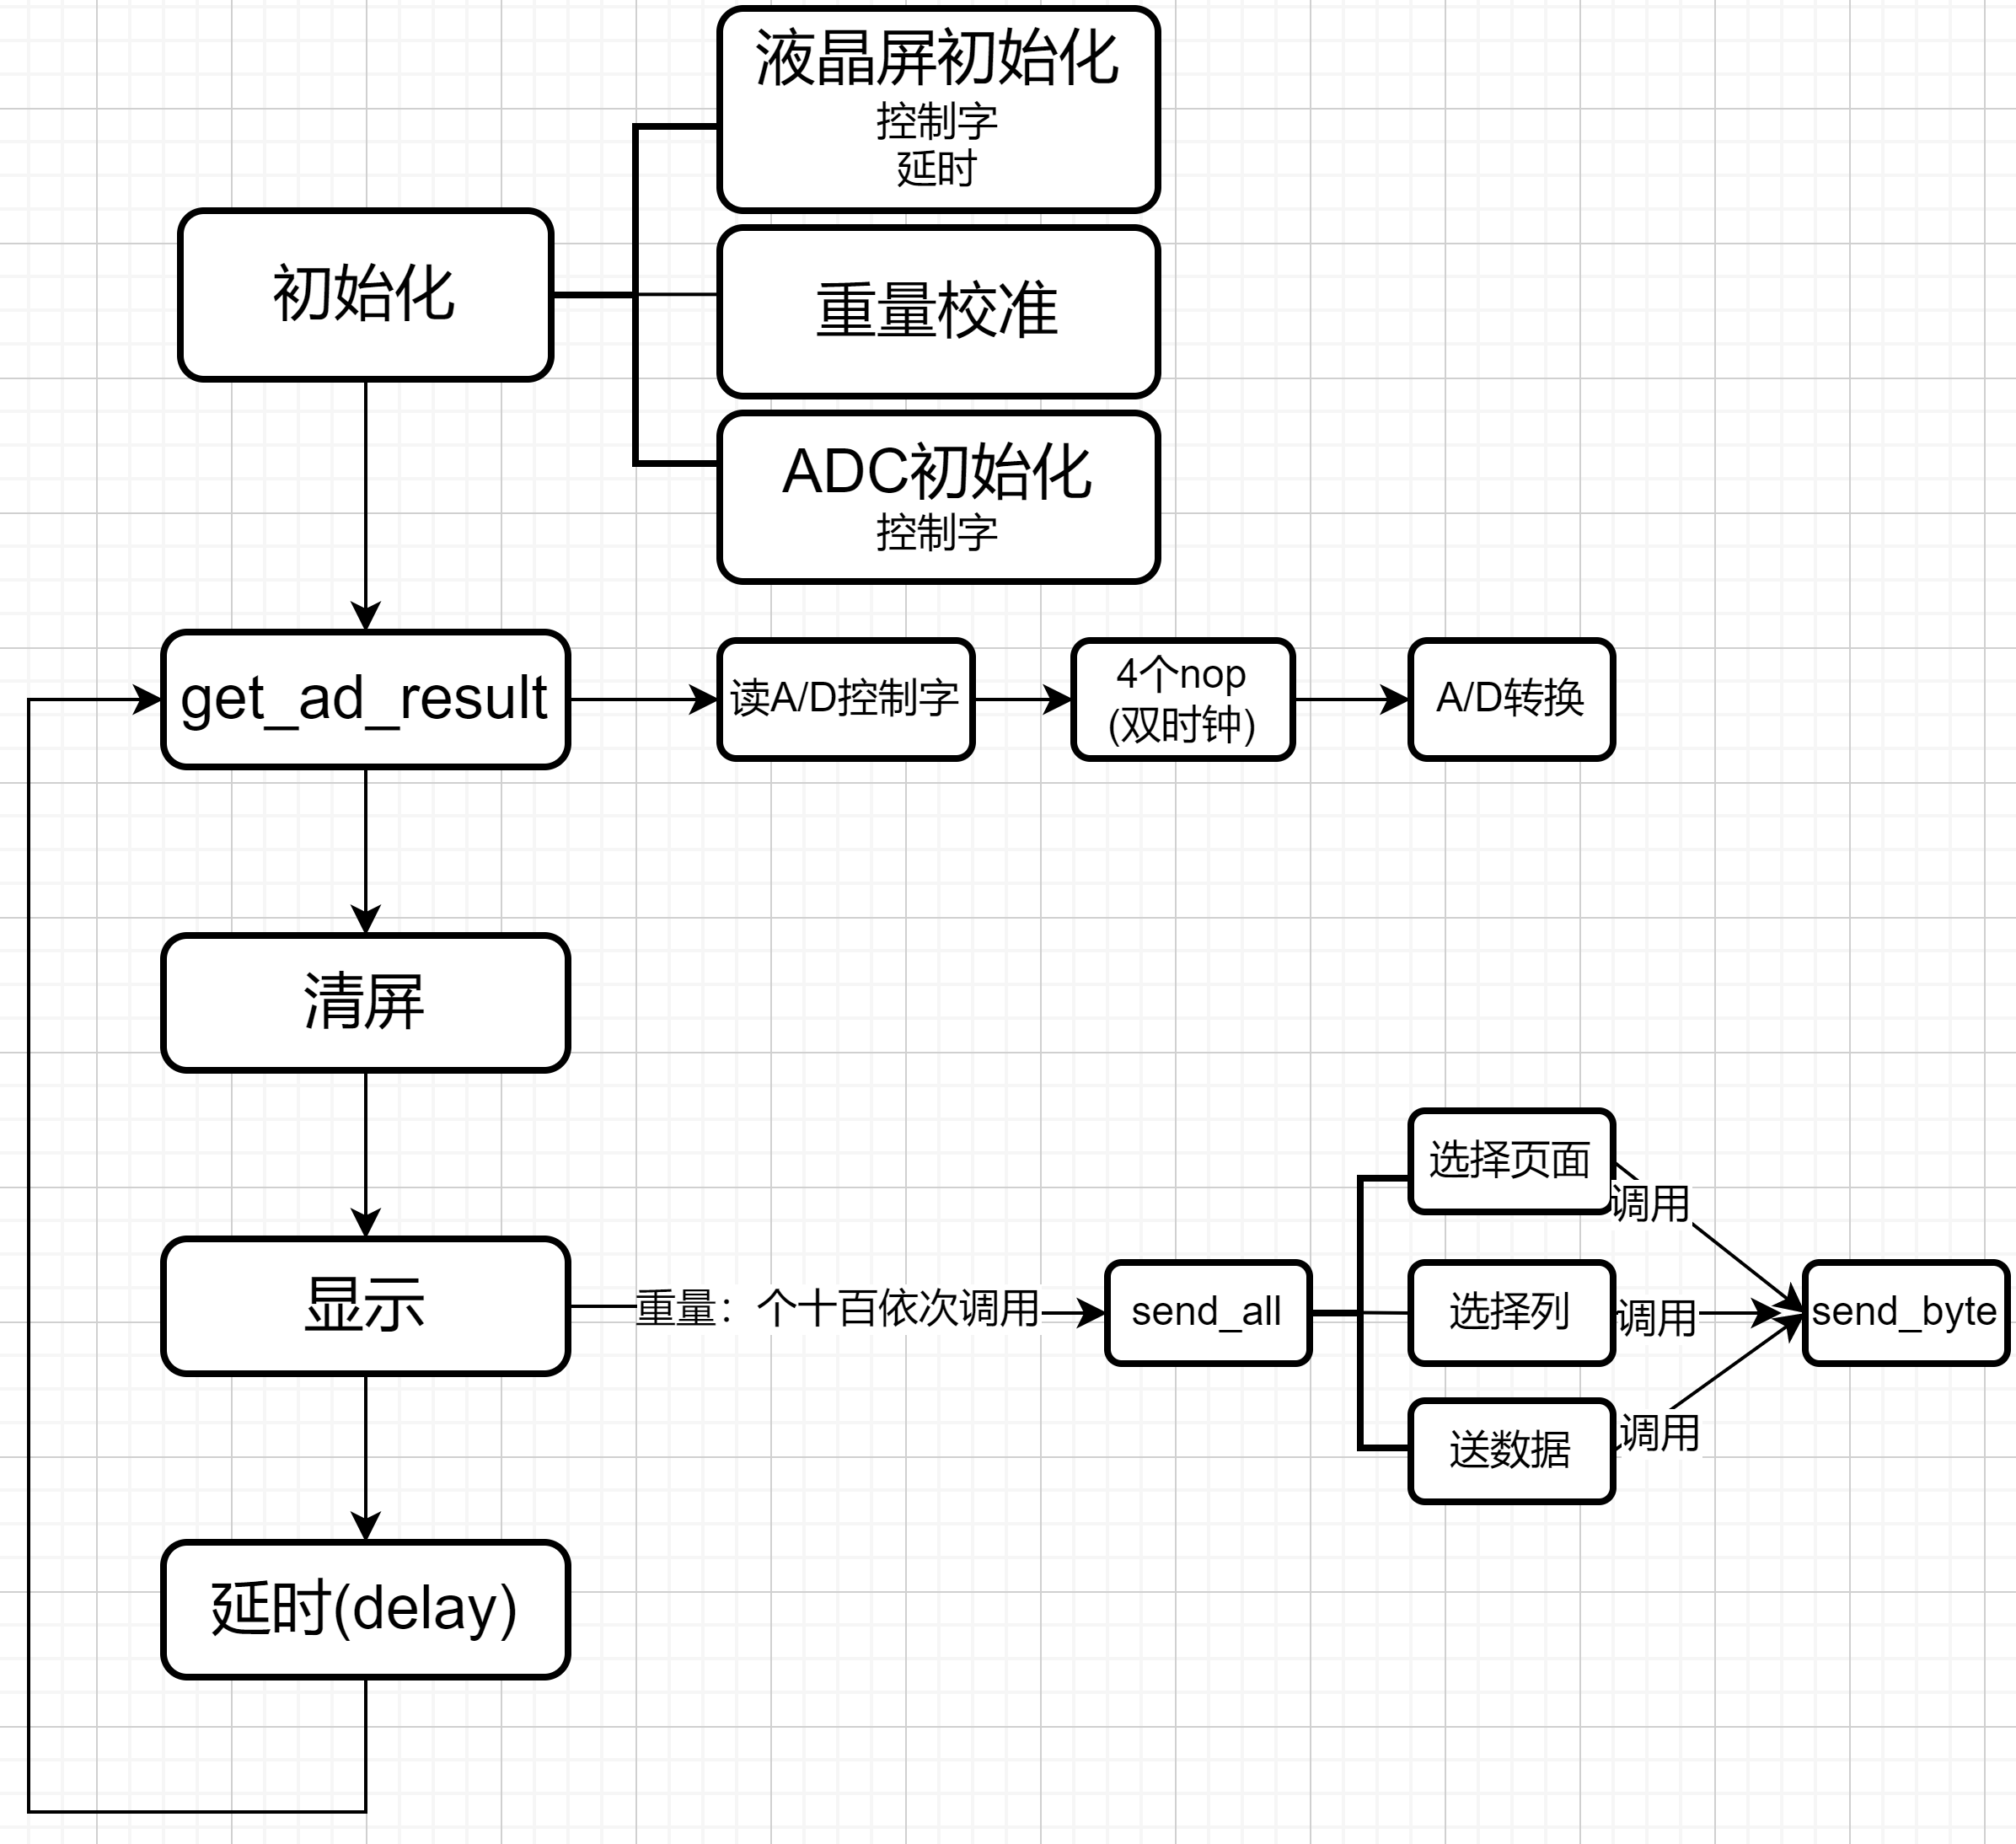 液晶屏初始化
控制字
延时
初始化
重量校准
ADC初始化
控制字
get_ad_result
读A/D控制字
4个nop
(双时钟)
A/D转换
清屏
选择页面
调用
显示
重量：个十百依次调用
send_all
选择列
调用
send_byte
送数据
调用
延时(delay)